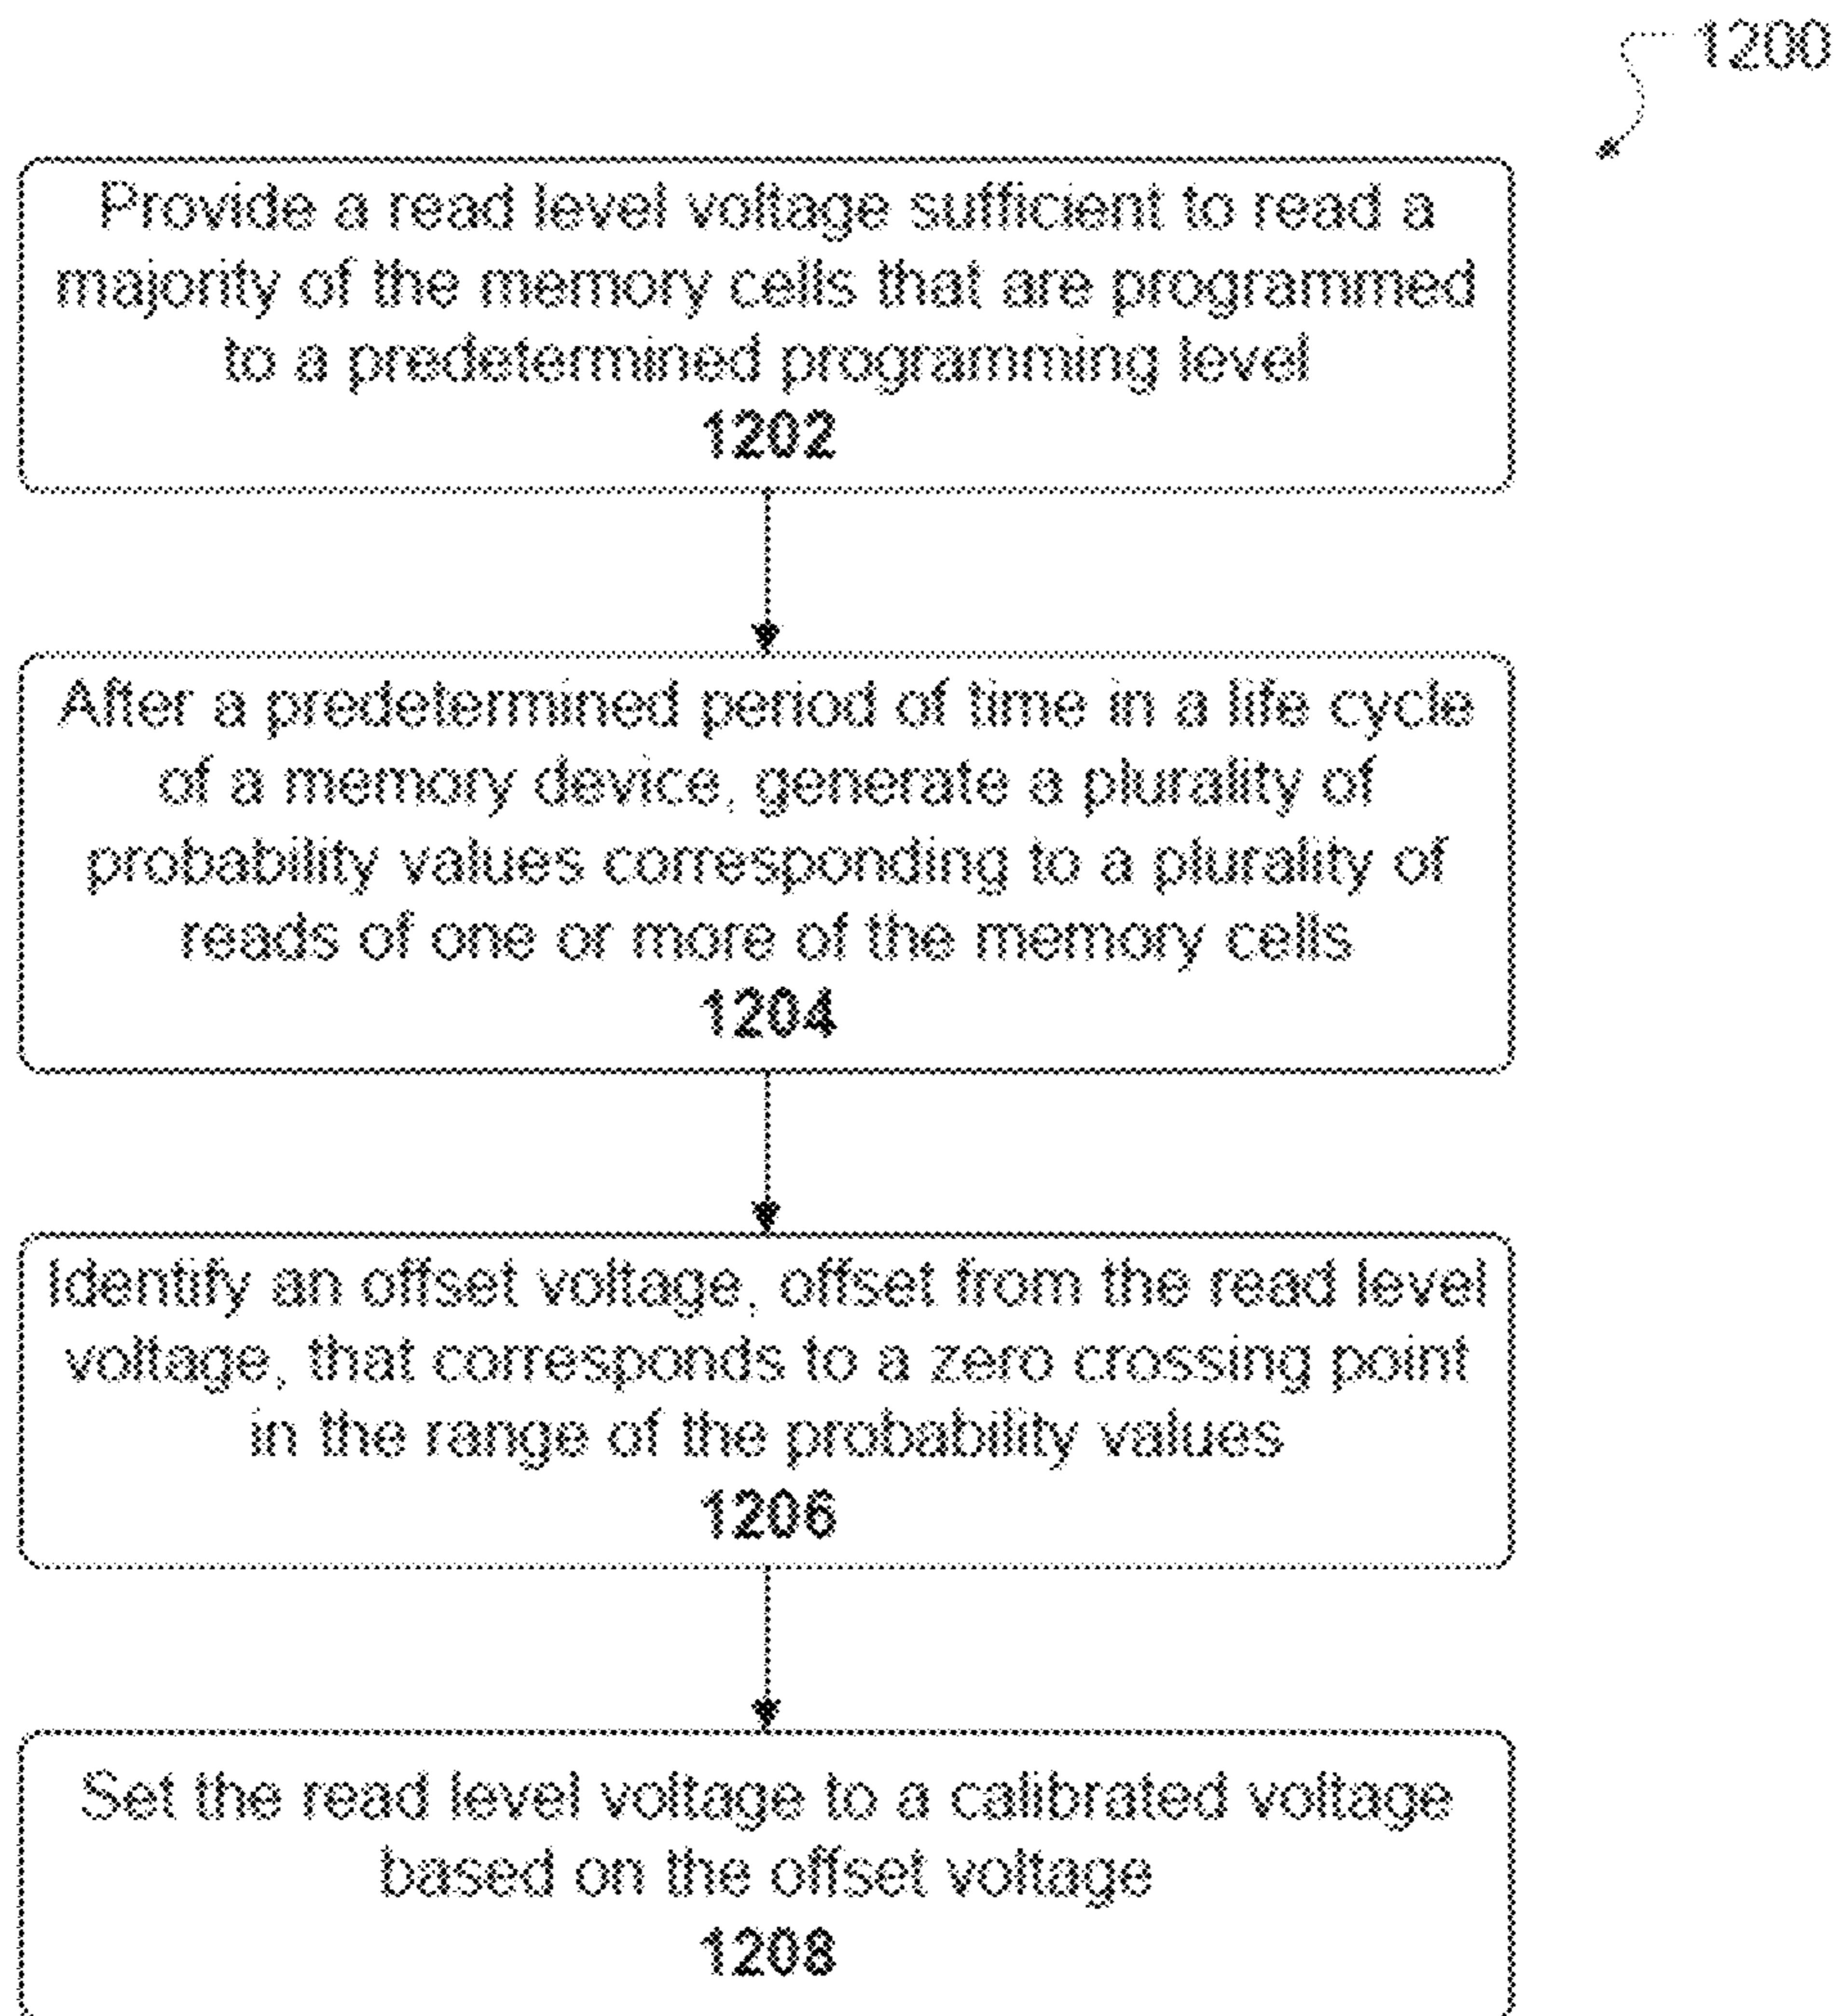 1200
Provide a read level voltage sufficient to read a
majority of the memory cells that are programmed
to a predetermined programming level
1202
After a predetermined period of time in a life cycle
of a memory device, generate a plurality of
probability values corresponding to a plurality of
reads of one or more of the memory cells
1204
Identify an offset voltage, offset from the read level
voltage, that corresponds to a zero crossing point
in the range of the probability values
1206
Set the read level voltage to a calibrated voltage
based on the offset voltage
1208